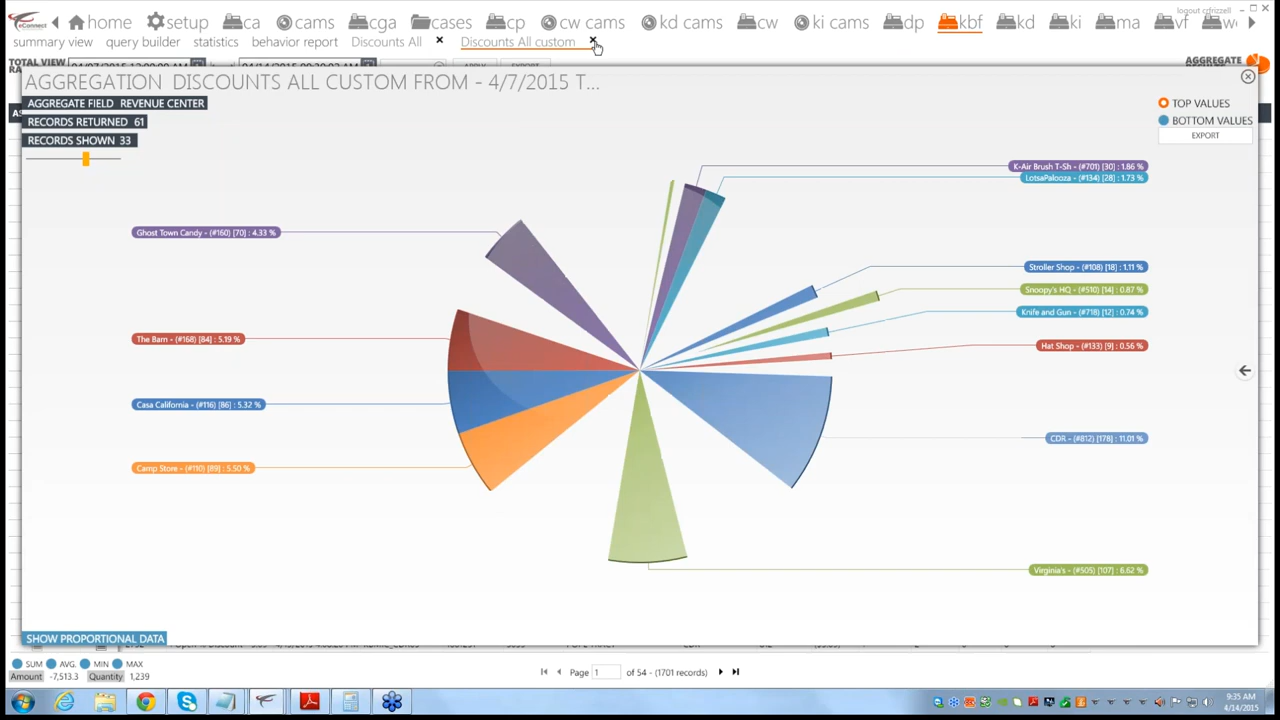 logout crfrizzell
eConnect
home setup ca cams cga cases cp cw cams kd cams cw ki cams dp kbf kd ki ma vf
summary view query builder statistics behavior report Discounts All Discounts All custom
TOTAL VIEW
AGGREGATE
AGGREGATION DISCOUNTS ALL CUSTOM FROM - 4/7/2015 T...
AGGREGATE FIELD REVENUE CENTER
RECORDS RETURNED 61
RECORDS SHOWN 33
TOP VALUES
BOTTOM VALUES
EXPORT
K-Air Brush T-Sh - (#701) [30] : 1.86 %
LotsaPalooza - (#134) [28] : 1.73 %
Ghost Town Candy - (#160) [70] : 4.33 %
Stroller Shop - (#108) [18] : 1.11 %
Snoopy's HQ - (#510) [14] : 0.87 %
Knife and Gun - (#718) [12] : 0.74 %
The Barn - (#168) [84] : 5.19 %
Hat Shop - (#133) [9] : 0.56 %
Casa California - (#116) [86] : 5.32 %
CDR - (#812) [178] : 11.01 %
Camp Store - (#110) [89] : 5.50 %
Virginia's - (#505) [107] : 6.62 %
SHOW PROPORTIONAL DATA
SUM AVG. MIN MAX
Amount -7,513.3 Quantity 1,239
Page 1 of 54 - (1701 records)
9:35 AM
4/14/2015